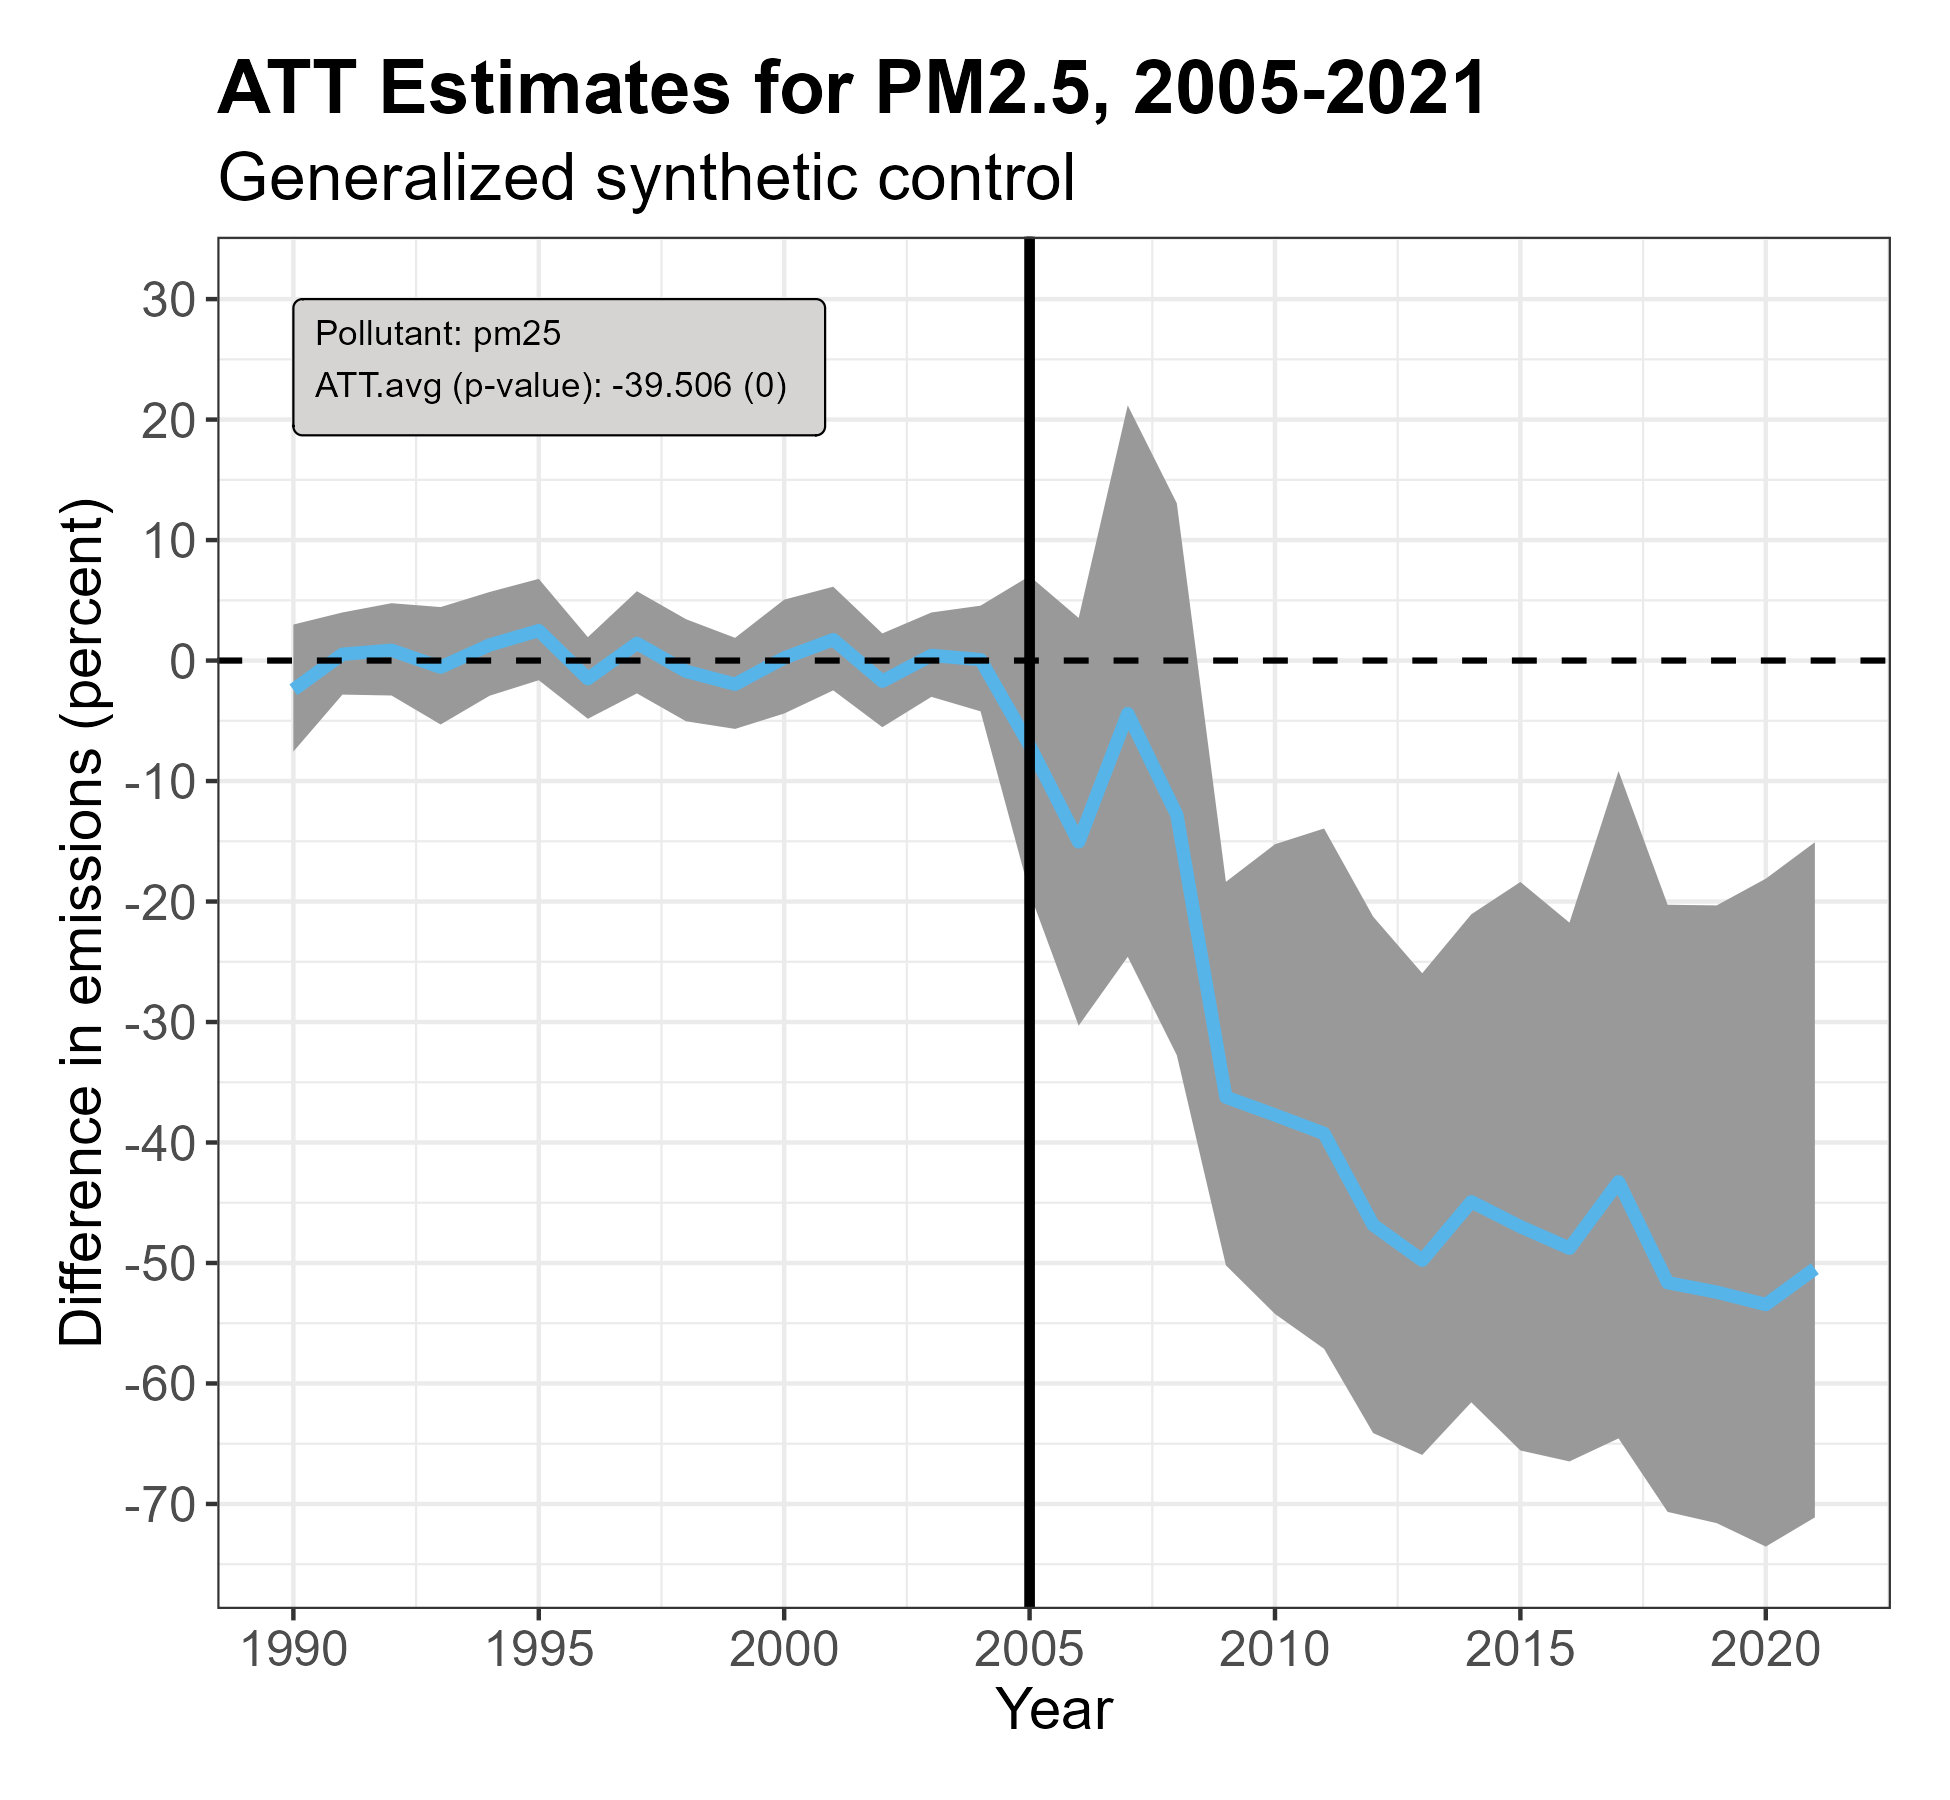 ATT Estimates for PM2.5, 2005-2021
Generalized synthetic control
Pollutant: pm25
ATT.avg (p-value): -39.506 (0)
Difference in emissions (percent)
30
20
10
0
-10
-20
-30
-40
-50
-60
-70
1990 1995 2000 2005 2010 2015 2020
Year